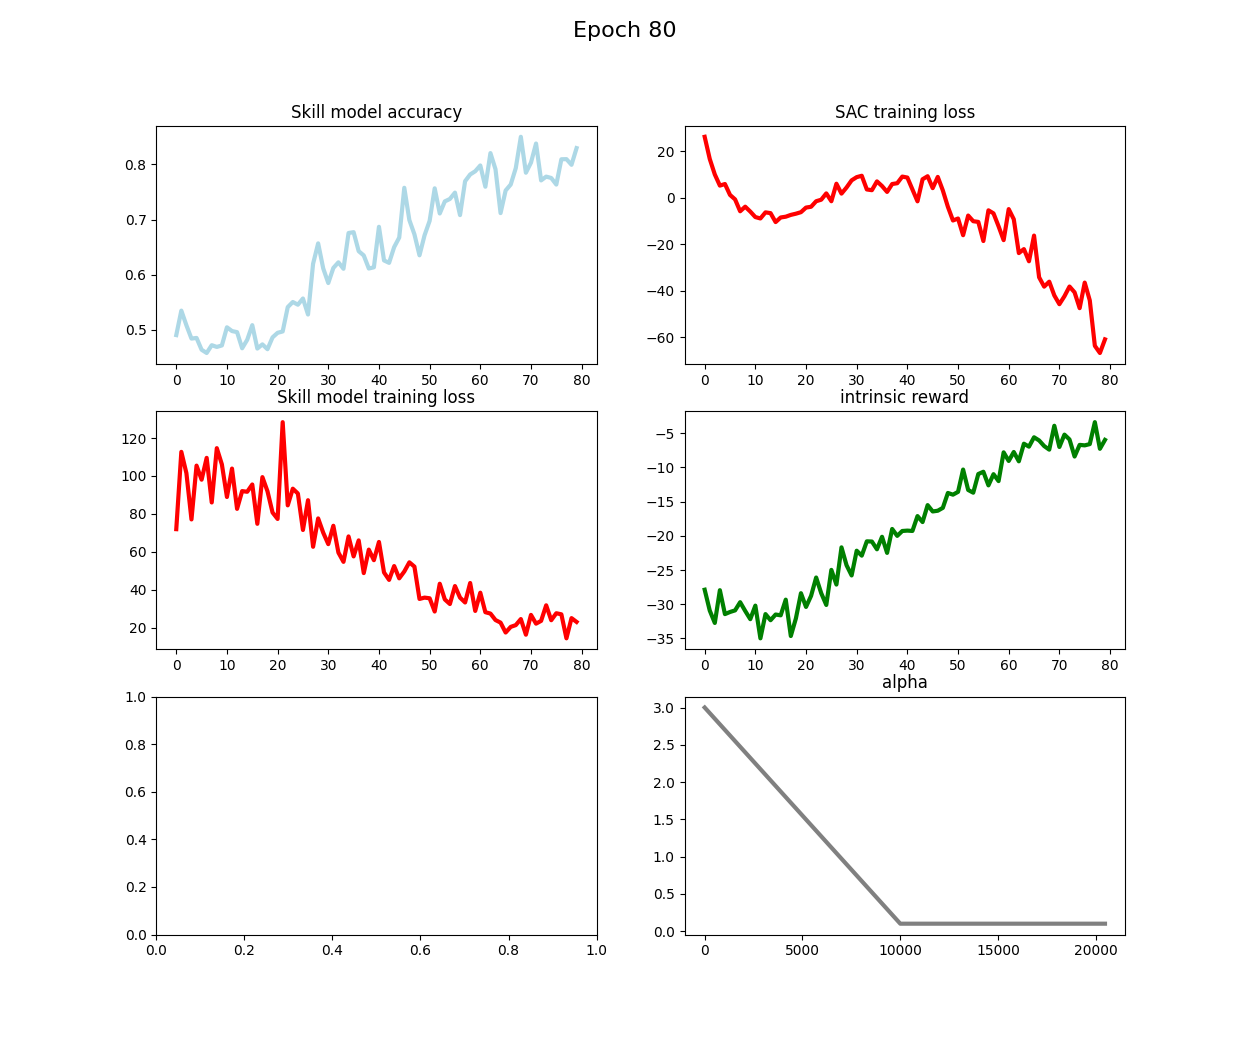 Epoch 80
Skill model accuracy
0.8
0.7
0.6
0.5
0 10 20 30 40 50 60 70 80
SAC training loss
20
0
−20
−40
−60
0 10 20 30 40 50 60 70 80
Skill model training loss
120
100
80
60
40
20
0 10 20 30 40 50 60 70 80
intrinsic reward
−5
−10
−15
−20
−25
−30
−35
0 10 20 30 40 50 60 70 80
1.0
0.8
0.6
0.4
0.2
0.0
0.0 0.2 0.4 0.6 0.8 1.0
alpha
3.0
2.5
2.0
1.5
1.0
0.5
0.0
0 5000 10000 15000 20000